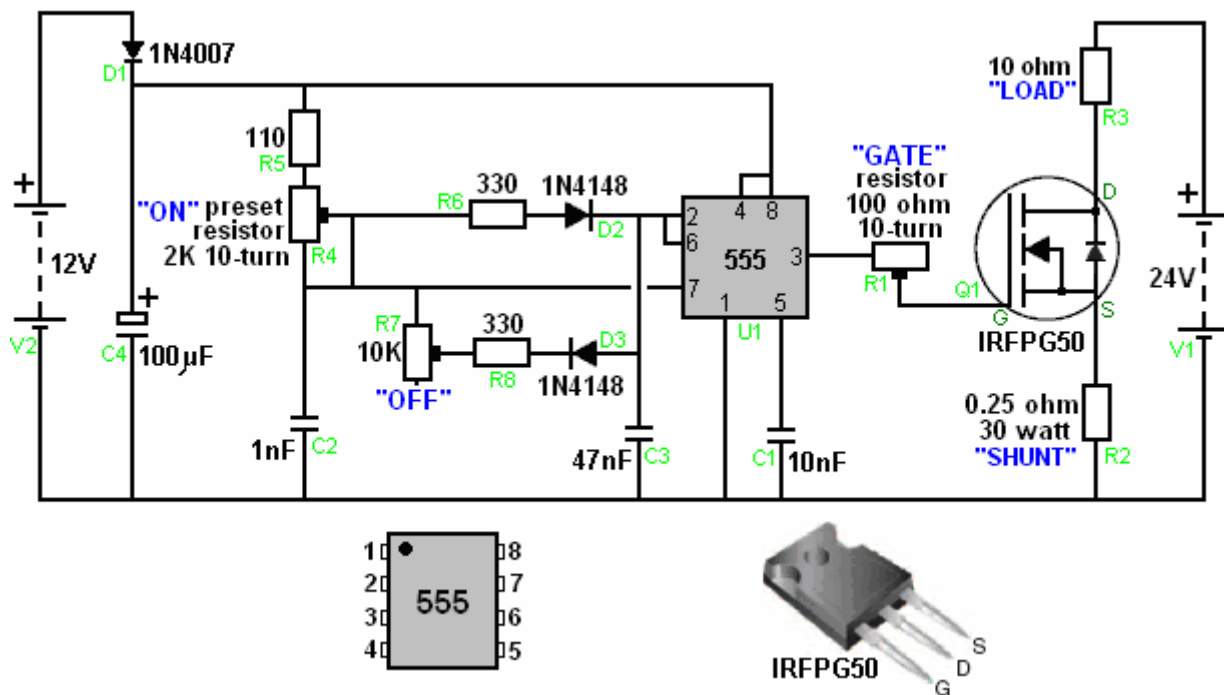 1N4007
D1
+
12V
V2
+
C4
100µF
110
R5
"ON" preset
resistor
2K 10-turn
R4
330
R6
1N4148
D2
R7
10K
"OFF"
330
R8
D3
1N4148
1nF
C2
47nF
C3
2
6
7
4
8
3
1
5
555
U1
C1
10nF
"GATE"
resistor
100 ohm
10-turn
R1
Q1
G
D
S
IRFPG50
10 ohm
"LOAD"
R3
+
24V
V1
0.25 ohm
30 watt
"SHUNT"
R2
1
2
3
4
555
8
7
6
5
IRFPG50
G
D
S